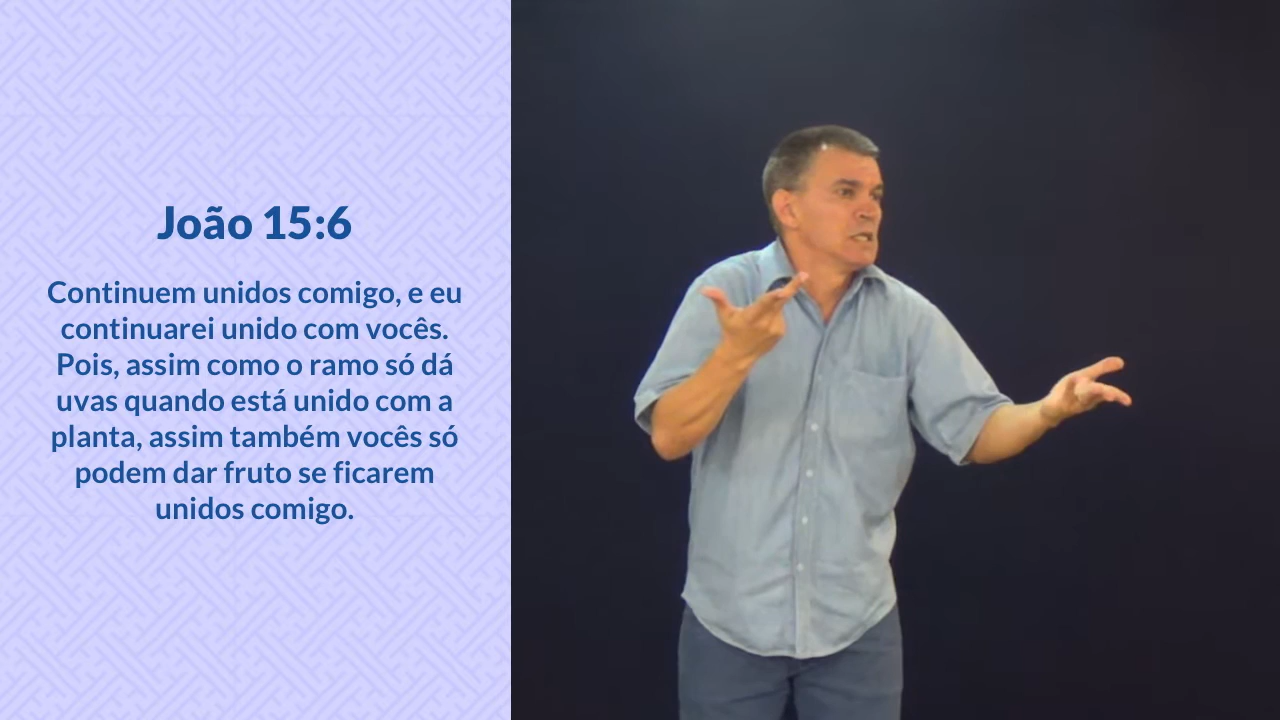 João 15:6
Continuem unidos comigo, e eu
continuarei unido com vocês.
Pois, assim como o ramo só dá
uvas quando está unido com a
planta, assim também vocês só
podem dar fruto se ficarem
unidos comigo.